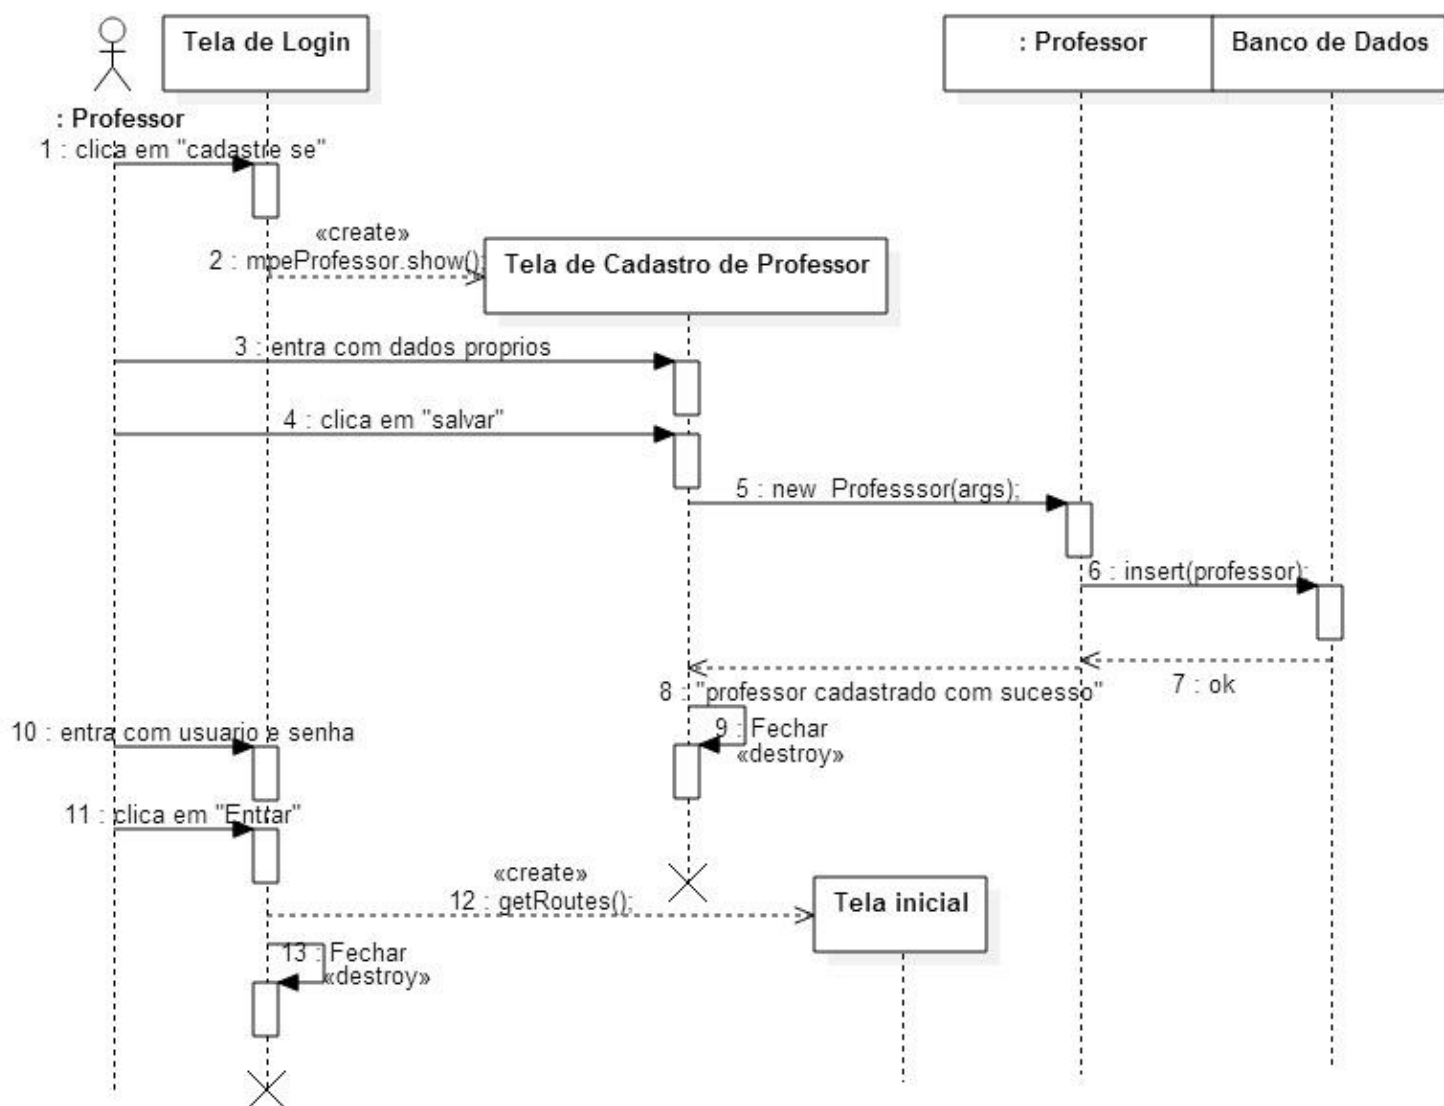 Tela de Login
: Professor
Banco de Dados
: Professor
1 : clica em "cadastre se"
«create»
2 : mpeProfessor.show();
Tela de Cadastro de Professor
3 : entra com dados proprios
4 : clica em "salvar"
5 : new Professsor(args);
6 : insert(professor);
7 : ok
8 : "professor cadastrado com sucesso"
9 : Fechar
«destroy»
10 : entra com usuario e senha
11 : clica em "Entrar"
«create»
12 : getRoutes();
Tela inicial
13 : Fechar
«destroy»